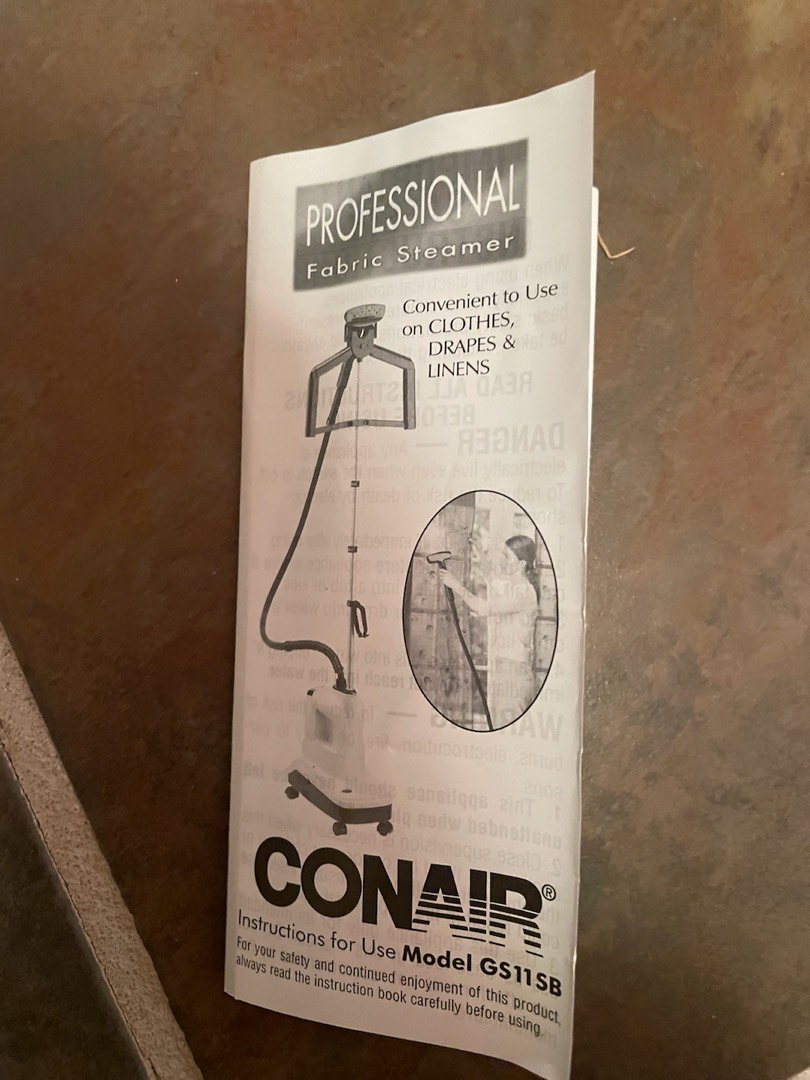 PROFESSIONAL
Fabric Steamer
Convenient to Use
on CLOTHES,
DRAPES &
LINENS
CONAIR®
Instructions for Use Model GS11SB
For your safety and continued enjoyment of this product,
always read the instruction book carefully before using.